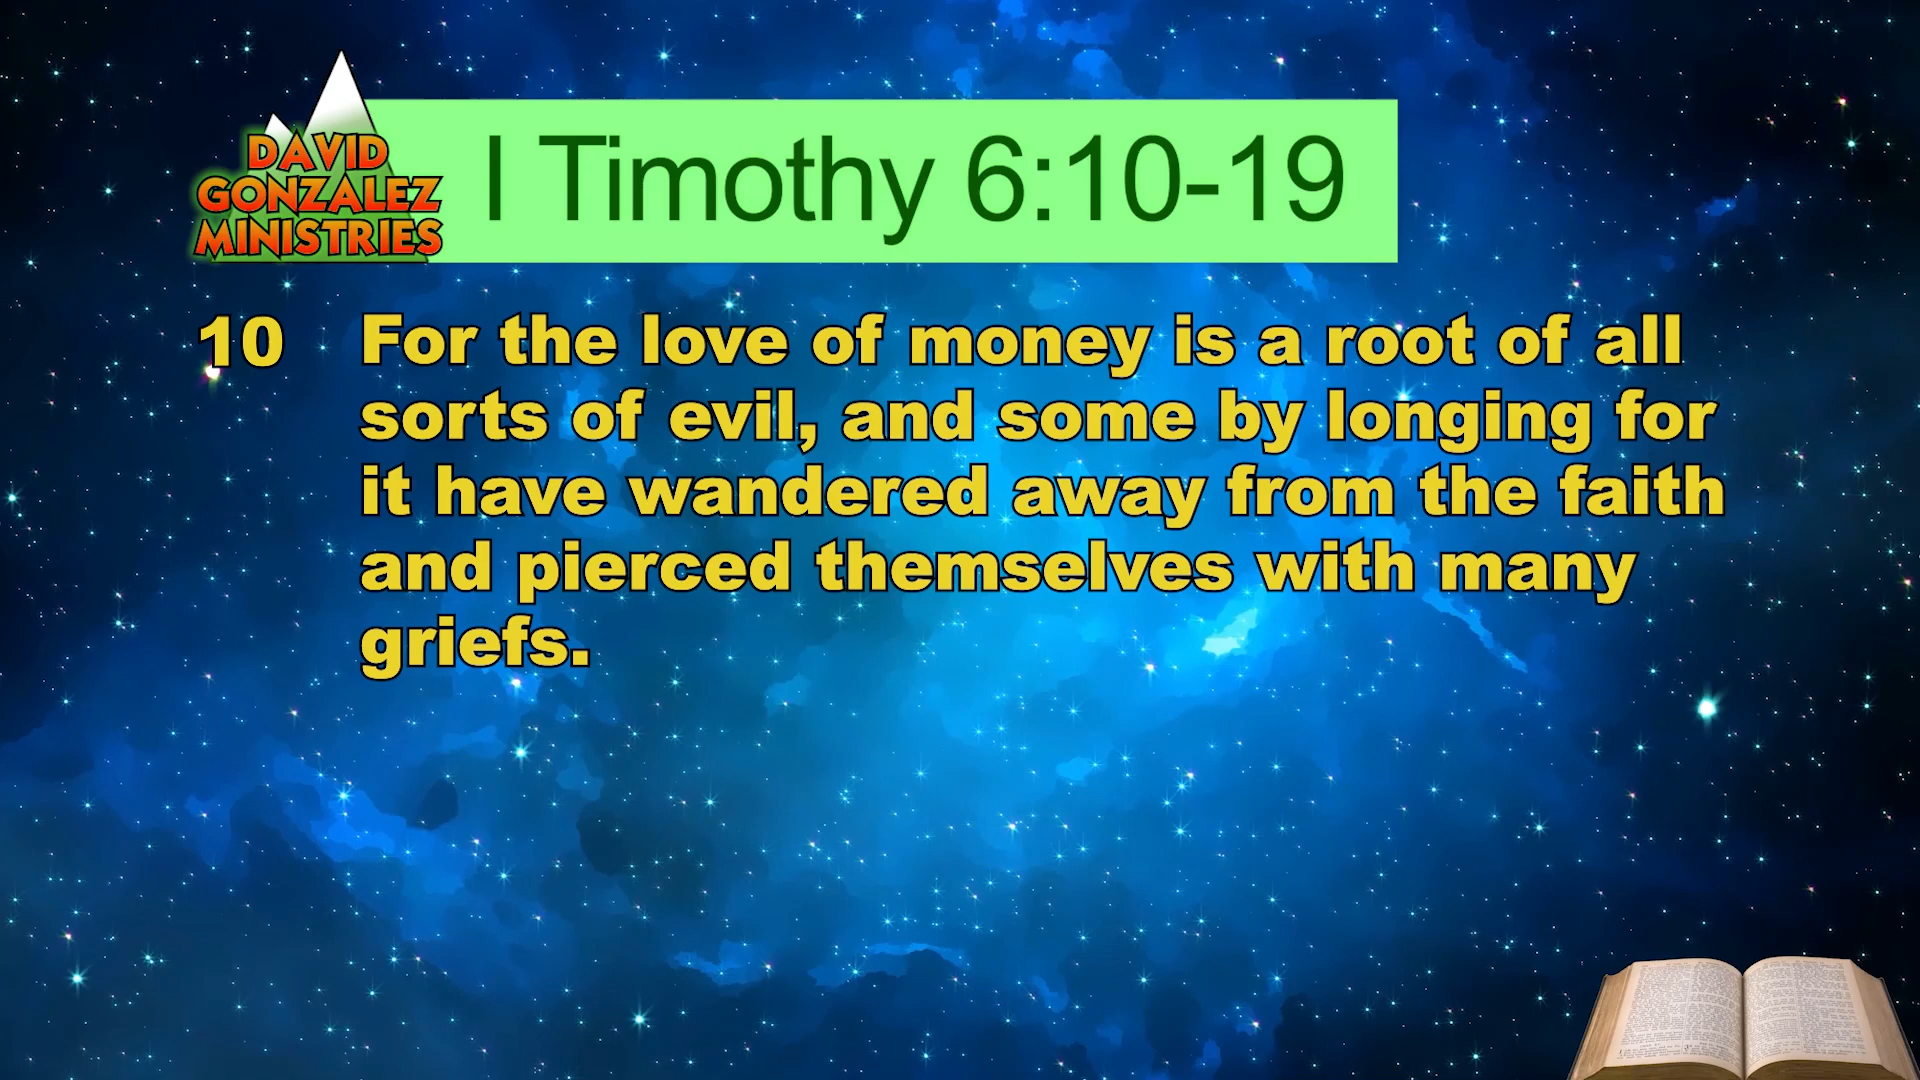 DAVID
GONZALEZ
MINISTRIES
I Timothy 6:10-19
10 For the love of money is a root of all
sorts of evil, and some by longing for
it have wandered away from the faith
and pierced themselves with many
griefs.